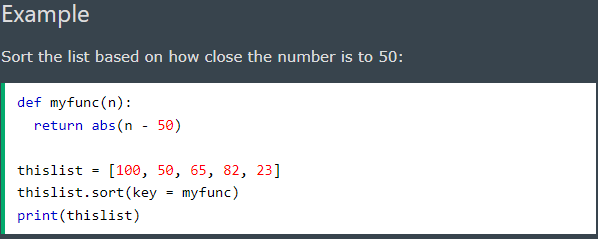 Example
Sort the list based on how close the number is to 50:
def myfunc(n):
  return abs(n - 50)
thislist = [100, 50, 65, 82, 23]
thislist.sort(key = myfunc)
print(thislist)